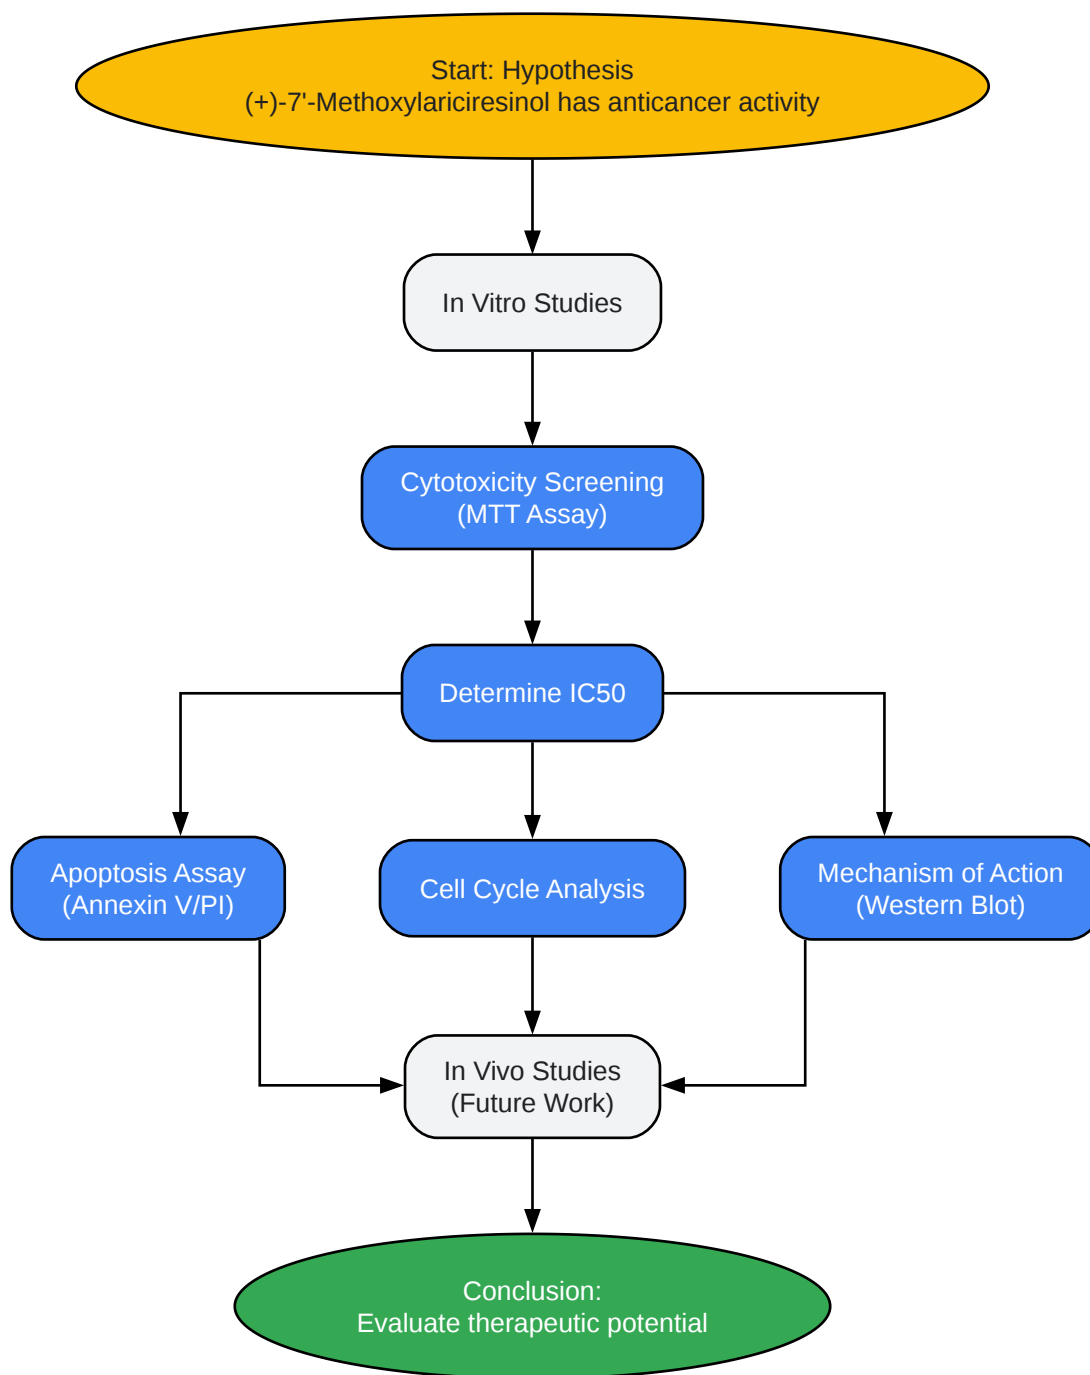 Start: Hypothesis
(+)-7'-Methoxylariciresinol has anticancer activity
In Vitro Studies
Cytotoxicity Screening
(MTT Assay)
Determine IC50
Apoptosis Assay
(Annexin V/PI)
Cell Cycle Analysis
Mechanism of Action
(Western Blot)
In Vivo Studies
(Future Work)
Conclusion:
Evaluate therapeutic potential